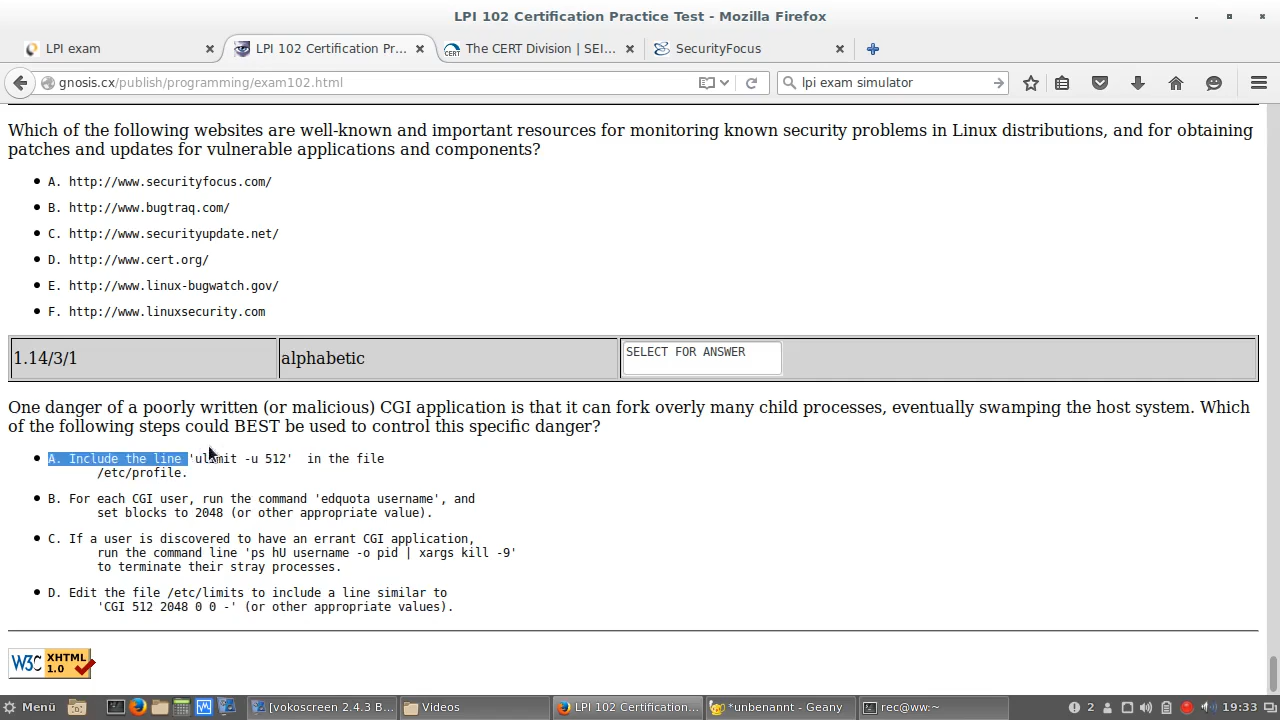 LPI 102 Certification Practice Test - Mozilla Firefox
LPI exam
LPI 102 Certification Pr...
CERT
The CERT Division | SEI...
SecurityFocus
gnosis.cx/publish/programming/exam102.html
lpi exam simulator
Which of the following websites are well-known and important resources for monitoring known security problems in Linux distributions, and for obtaining
patches and updates for vulnerable applications and components?
A. http://www.securityfocus.com/
B. http://www.bugtraq.com/
C. http://www.securityupdate.net/
D. http://www.cert.org/
E. http://www.linux-bugwatch.gov/
F. http://www.linuxsecurity.com
1.14/3/1 alphabetic SELECT FOR ANSWER
One danger of a poorly written (or malicious) CGI application is that it can fork overly many child processes, eventually swamping the host system. Which
of the following steps could BEST be used to control this specific danger?
A. Include the line 'ulimit -u 512' in the file
/etc/profile.
B. For each CGI user, run the command 'edquota username', and
set blocks to 2048 (or other appropriate value).
C. If a user is discovered to have an errant CGI application,
run the command line 'ps hU username -o pid | xargs kill -9'
to terminate their stray processes.
D. Edit the file /etc/limits to include a line similar to
'CGI 512 2048 0 0 -' (or other appropriate values).
W3C XHTML 1.0
Menü
[vokoscreen 2.4.3 B...
Videos
LPI 102 Certification...
*unbenannt - Geany
rec@ww:~
2
19:33